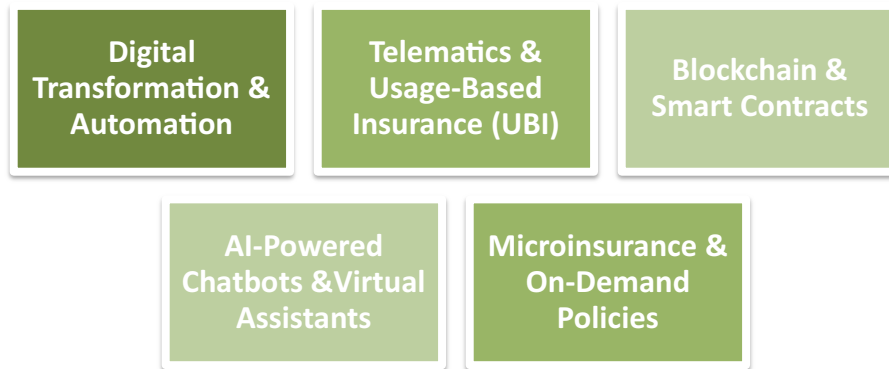 Digital
Transformation &
Automation
Telematics &
Usage-Based
Insurance (UBI)
Blockchain &
Smart Contracts
AI-Powered
Chatbots &Virtual
Assistants
Microinsurance &
On-Demand
Policies